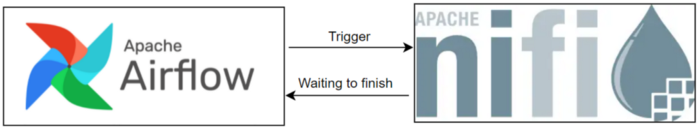 Apache
Airflow
Trigger
Waiting to finish
APACHE
nifi